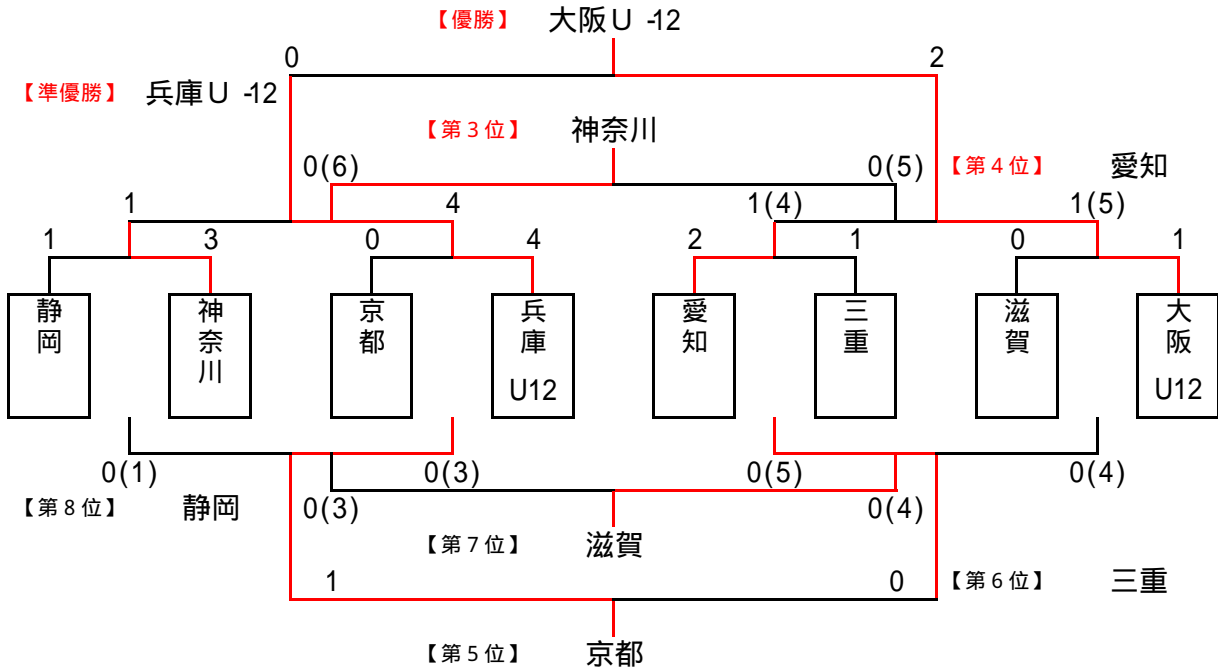 【優勝】 大阪U -12
0 2
【準優勝】 兵庫U -12
【第3位】 神奈川
0(6) 0(5) 【第4位】 愛知
1 4 1(4) 1(5)
1 3 0 4 2 1 0 1
静岡 神奈川 京都 兵庫U12 愛知 三重 滋賀 大阪U12
0(1) 0(3) 0(5) 0(4)
【第8位】 静岡 0(3) 0(4)
【第7位】 滋賀
1 0 【第6位】 三重
【第5位】 京都